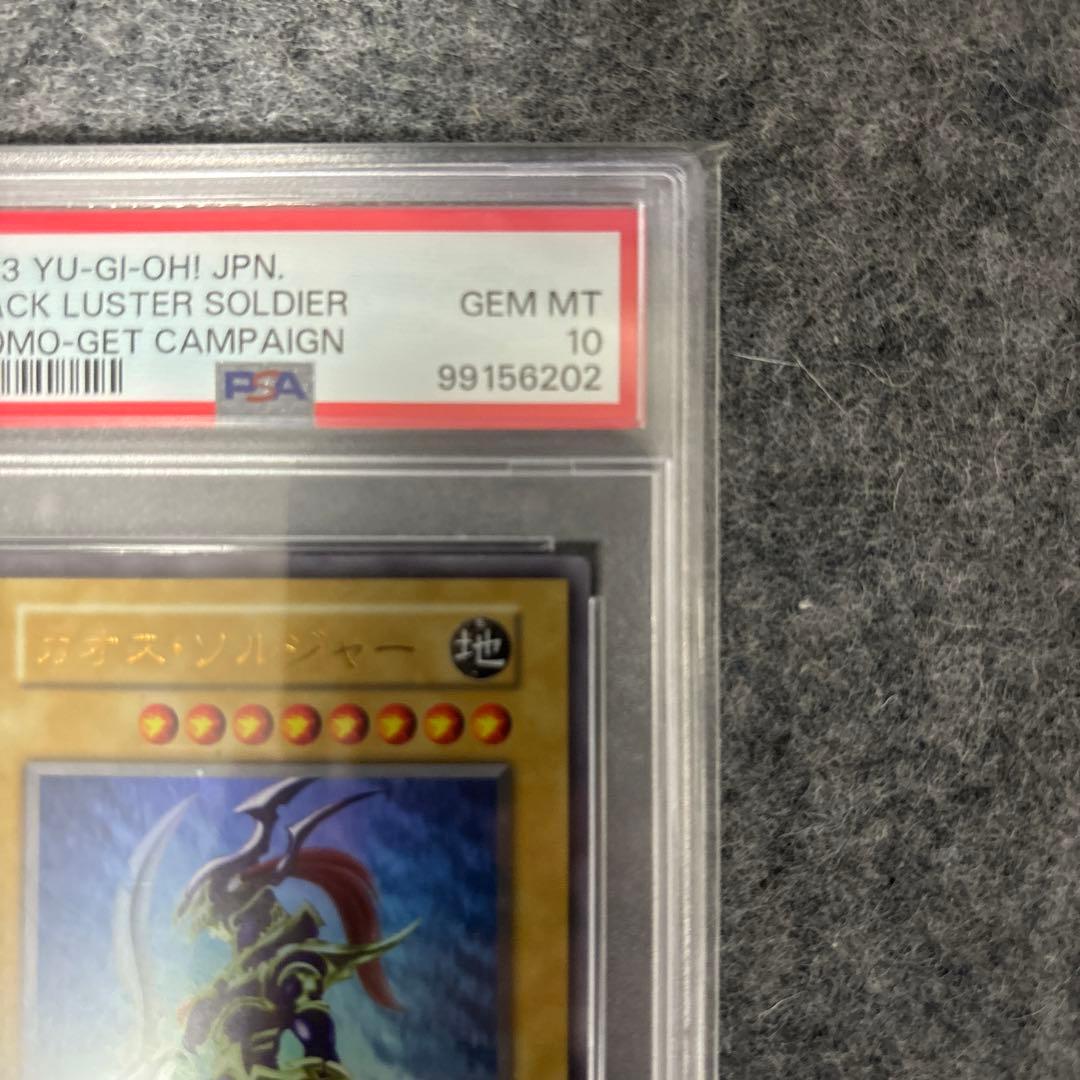 3 YU-GI-OH! JPN.
ACK LUSTER SOLDIER
OMO-GET CAMPAIGN
GEM MT
10
99156202
PSA
カオス・ソルジャー
地